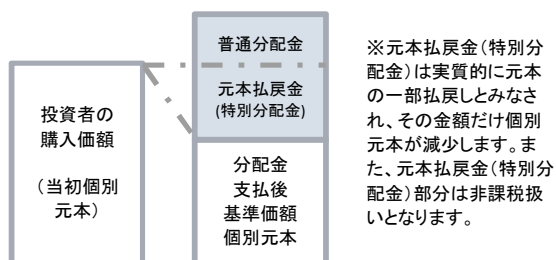 投資者の
購入価額
(当初個別
元本)
普通分配金
元本払戻金
(特別分配金)
分配金
支払後
基準価額
個別元本
※元本払戻金(特別分
配金)は実質的に元本
の一部払戻しとみなさ
れ、その金額だけ個別
元本が減少します。ま
た、元本払戻金(特別分
配金)部分は非課税扱
いとなります。